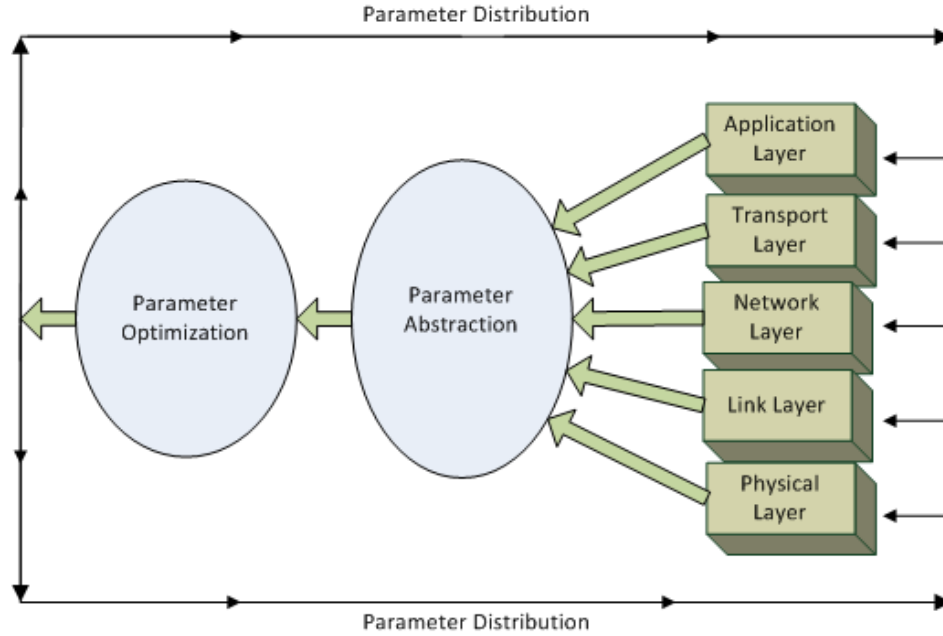 Parameter Distribution
Application
Layer
Transport
Layer
Network
Layer
Link Layer
Physical
Layer
Parameter
Abstraction
Parameter
Optimization
Parameter Distribution